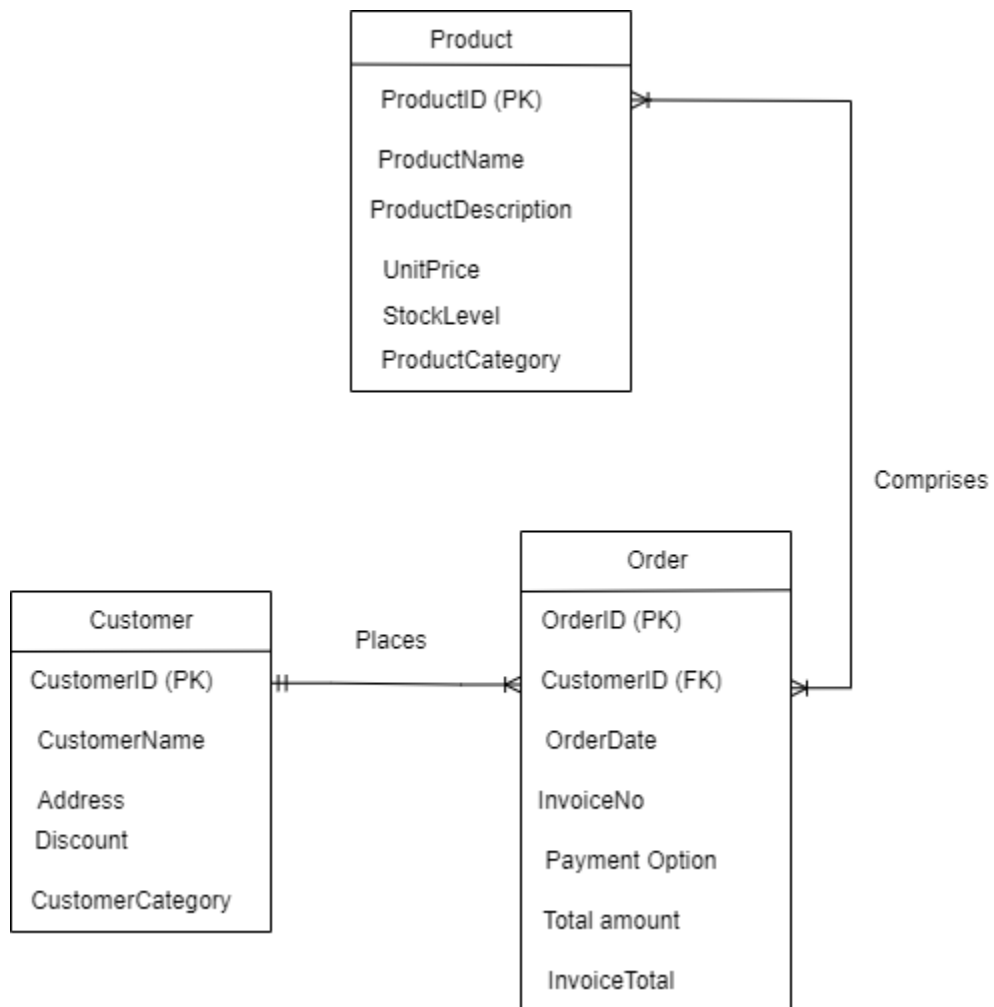 Product
ProductID (PK)
ProductName
ProductDescription
UnitPrice
StockLevel
ProductCategory
Comprises
Customer
CustomerID (PK)
CustomerName
Address
Discount
CustomerCategory
Places
Order
OrderID (PK)
CustomerID (FK)
OrderDate
InvoiceNo
Payment Option
Total amount
InvoiceTotal